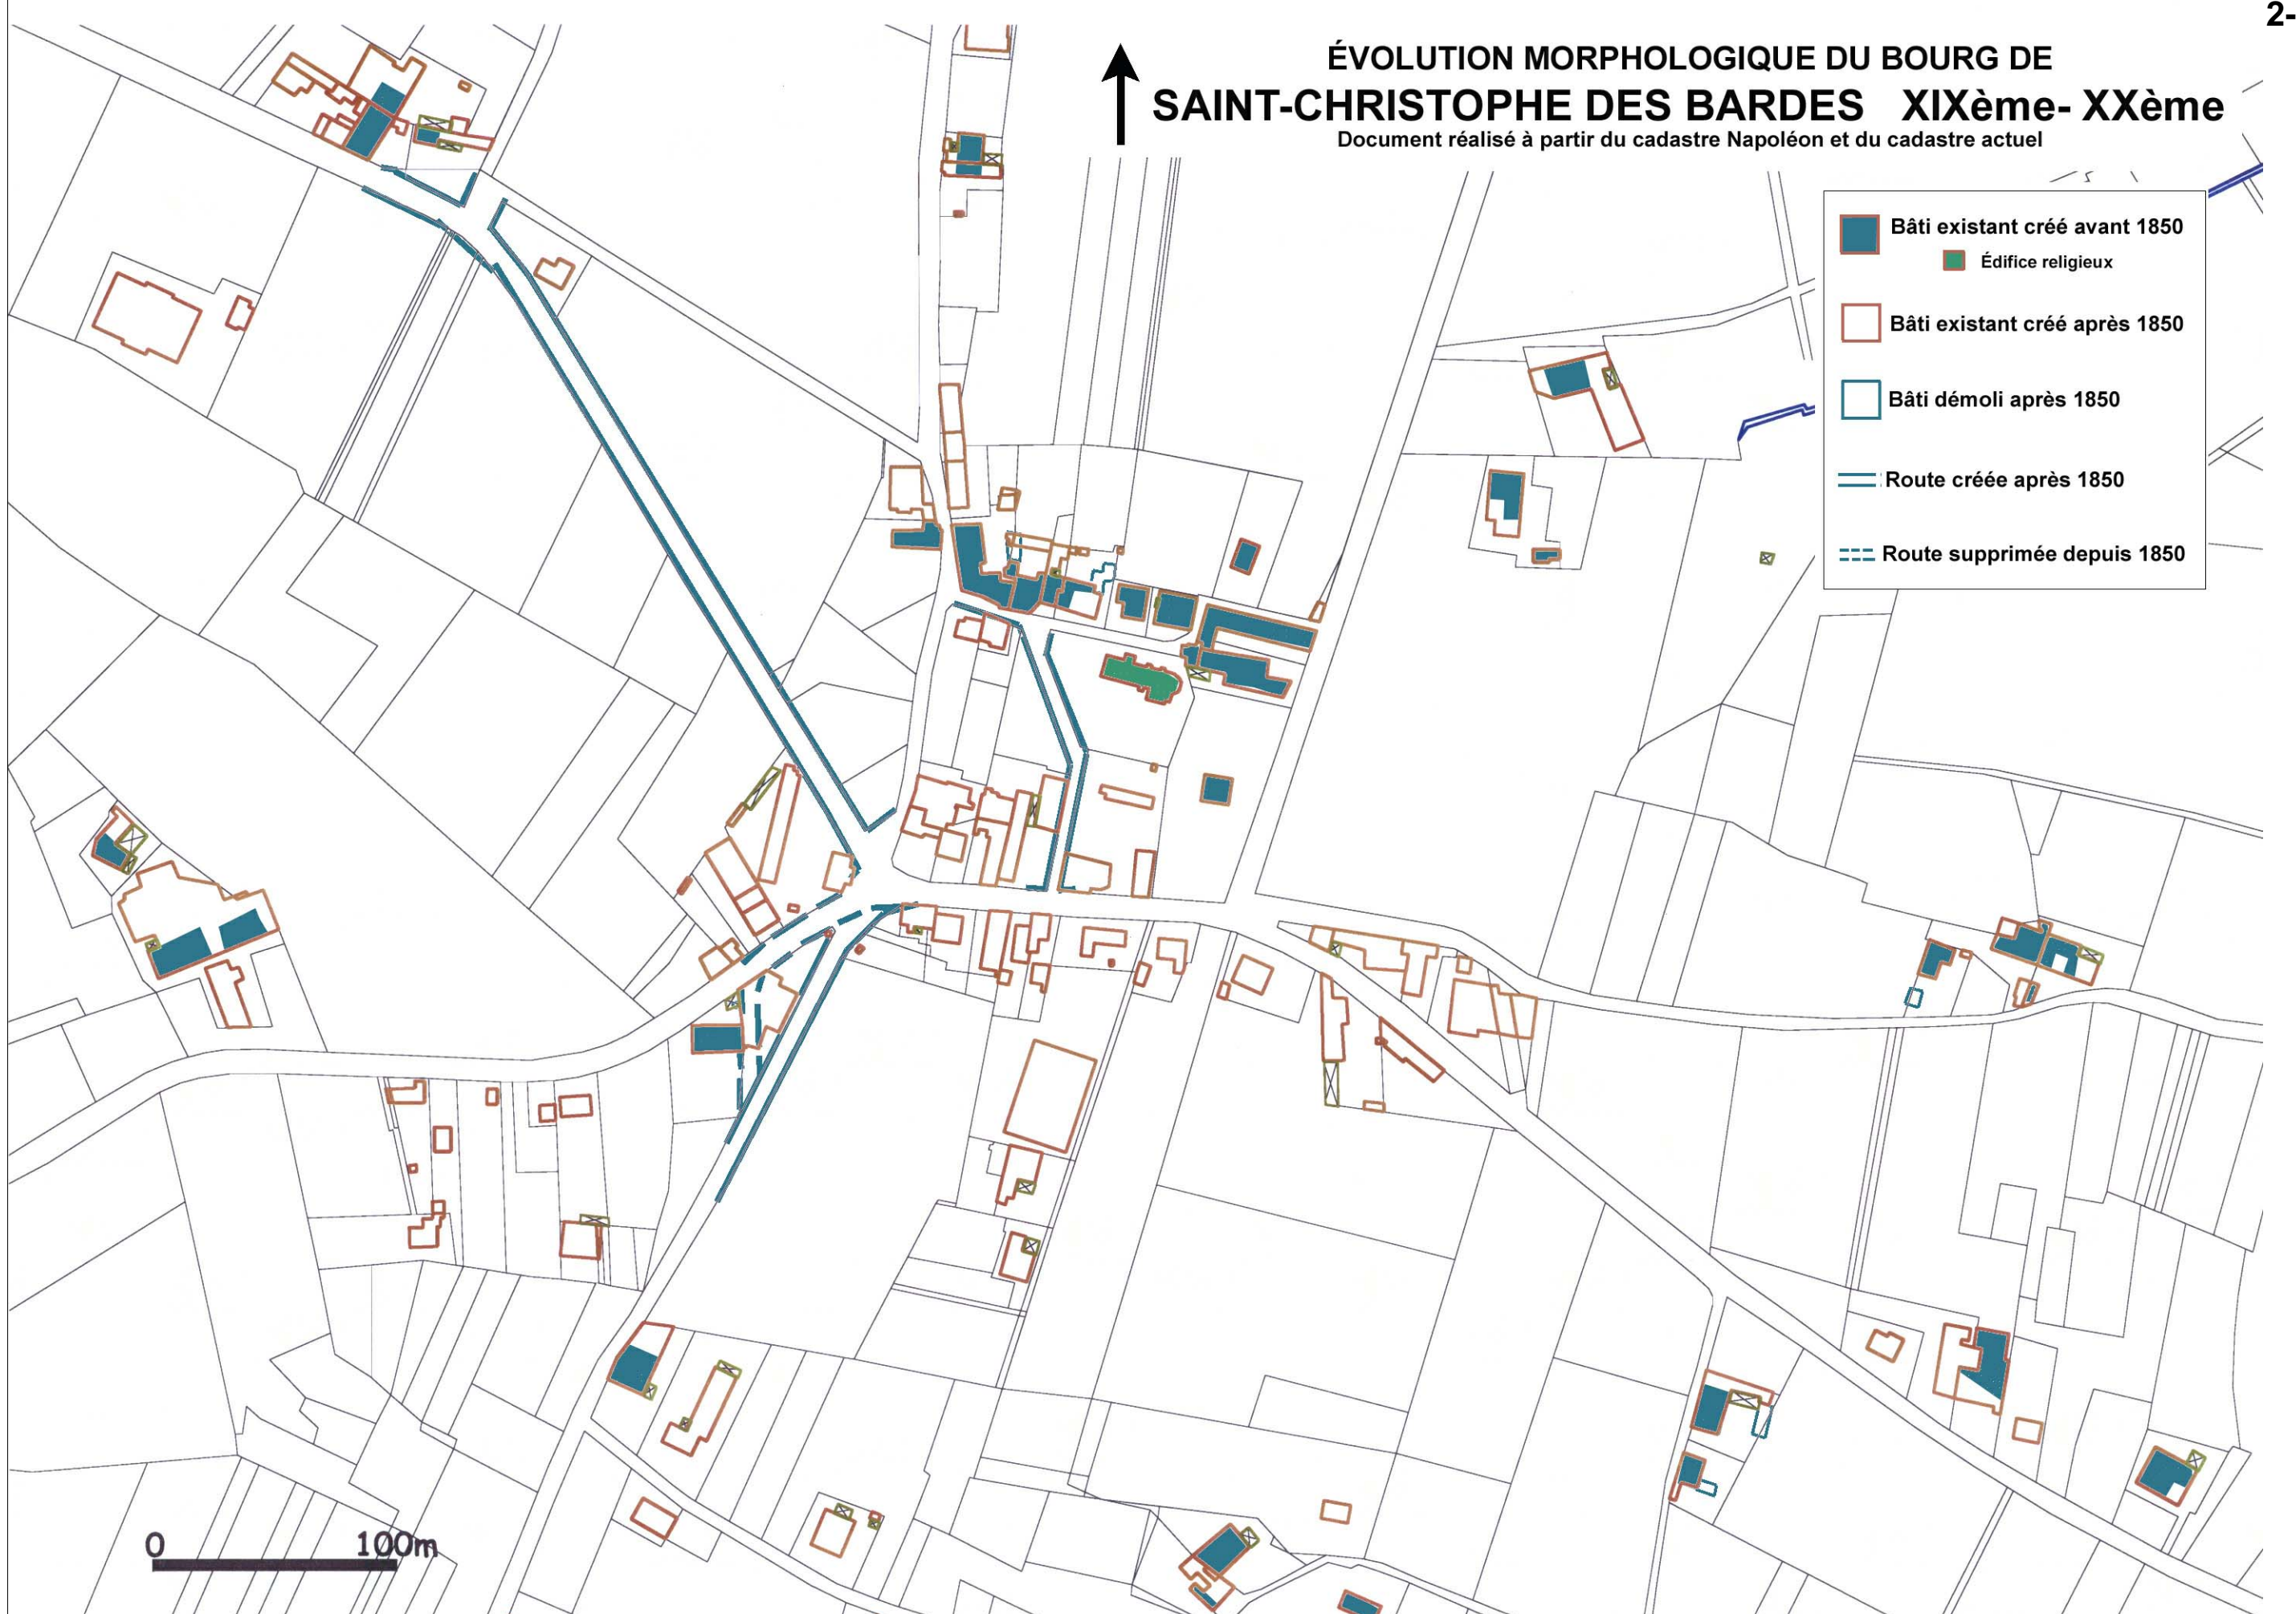 2-
ÉVOLUTION MORPHOLOGIQUE DU BOURG DE
SAINT-CHRISTOPHE DES BARDES XIXème- XXème
Document réalisé à partir du cadastre Napoléon et du cadastre actuel
Bâti existant créé avant 1850
Édifice religieux
Bâti existant créé après 1850
Bâti démoli après 1850
Route créée après 1850
Route supprimée depuis 1850
0 100m